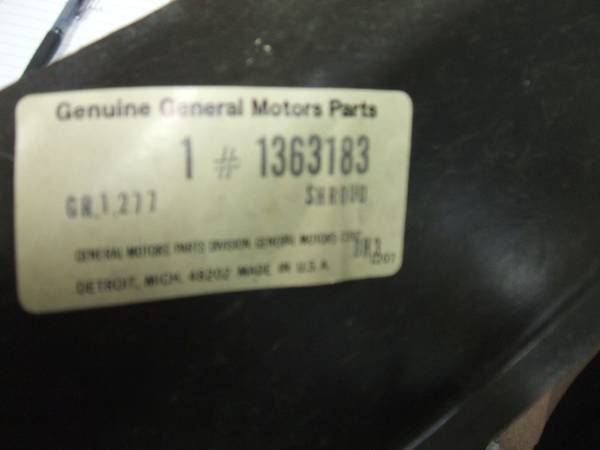 Genuine General Motors Parts
1 # 1363183
GR.1.277 SHROUD
GENERAL MOTORS PARTS DIVISION, GENERAL MOTORS CORP.
DETROIT, MICH. 48202 MADE IN U.S.A.